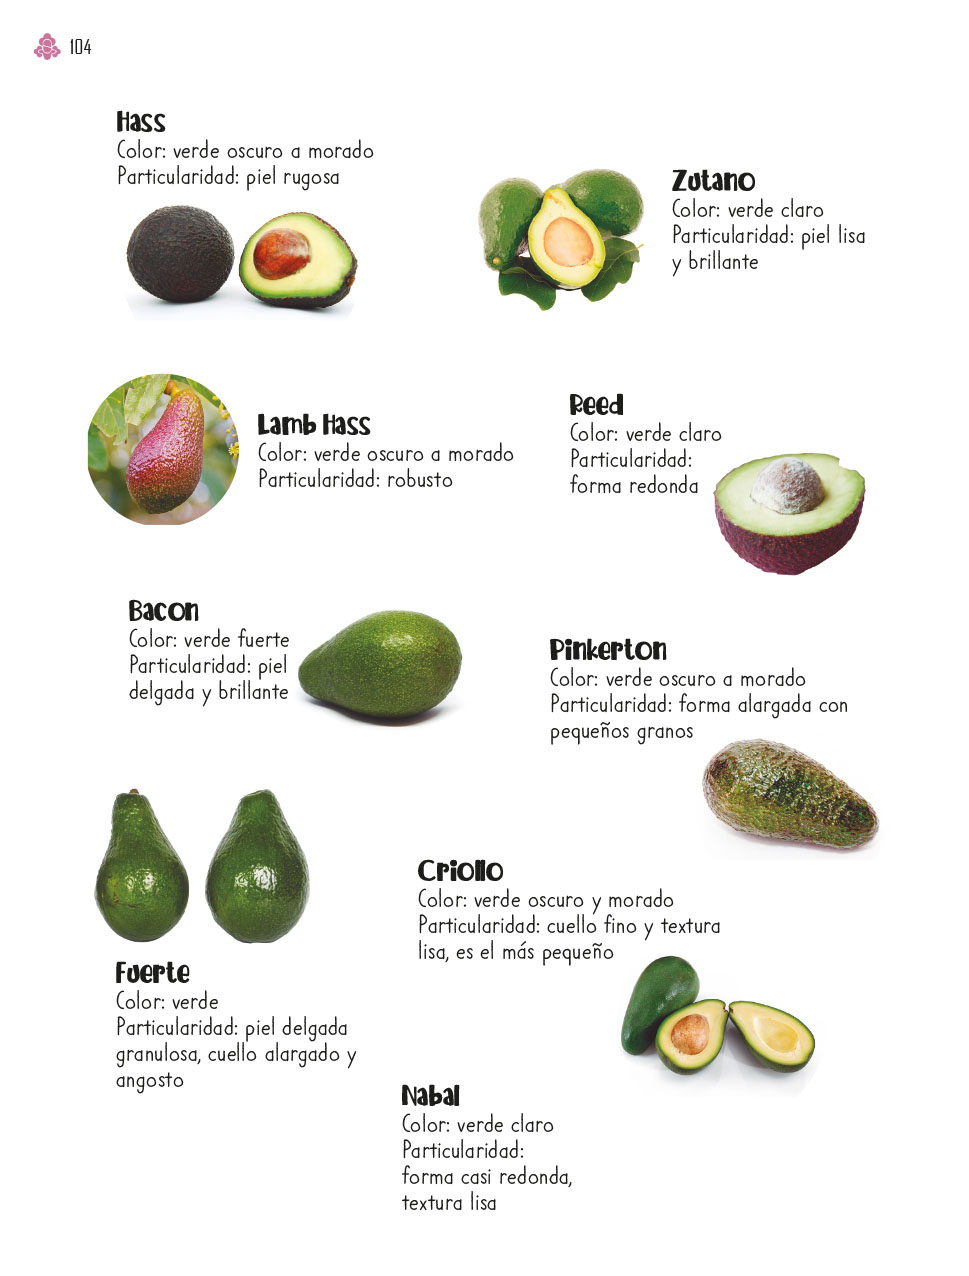 104
Hass
Color: verde oscuro a morado
Particularidad: piel rugosa
Zutano
Color: verde claro
Particularidad: piel lisa
y brillante
Lamb Hass
Color: verde oscuro a morado
Particularidad: robusto
Reed
Color: verde claro
Particularidad:
forma redonda
Bacon
Color: verde fuerte
Particularidad: piel
delgada y brillante
Pinkerton
Color: verde oscuro a morado
Particularidad: forma alargada con
pequeños granos
Criollo
Color: verde oscuro y morado
Particularidad: cuello fino y textura
lisa, es el más pequeño
Fuerte
Color: verde
Particularidad: piel delgada
granulosa, cuello alargado y
angosto
Nabal
Color: verde claro
Particularidad:
forma casi redonda,
textura lisa